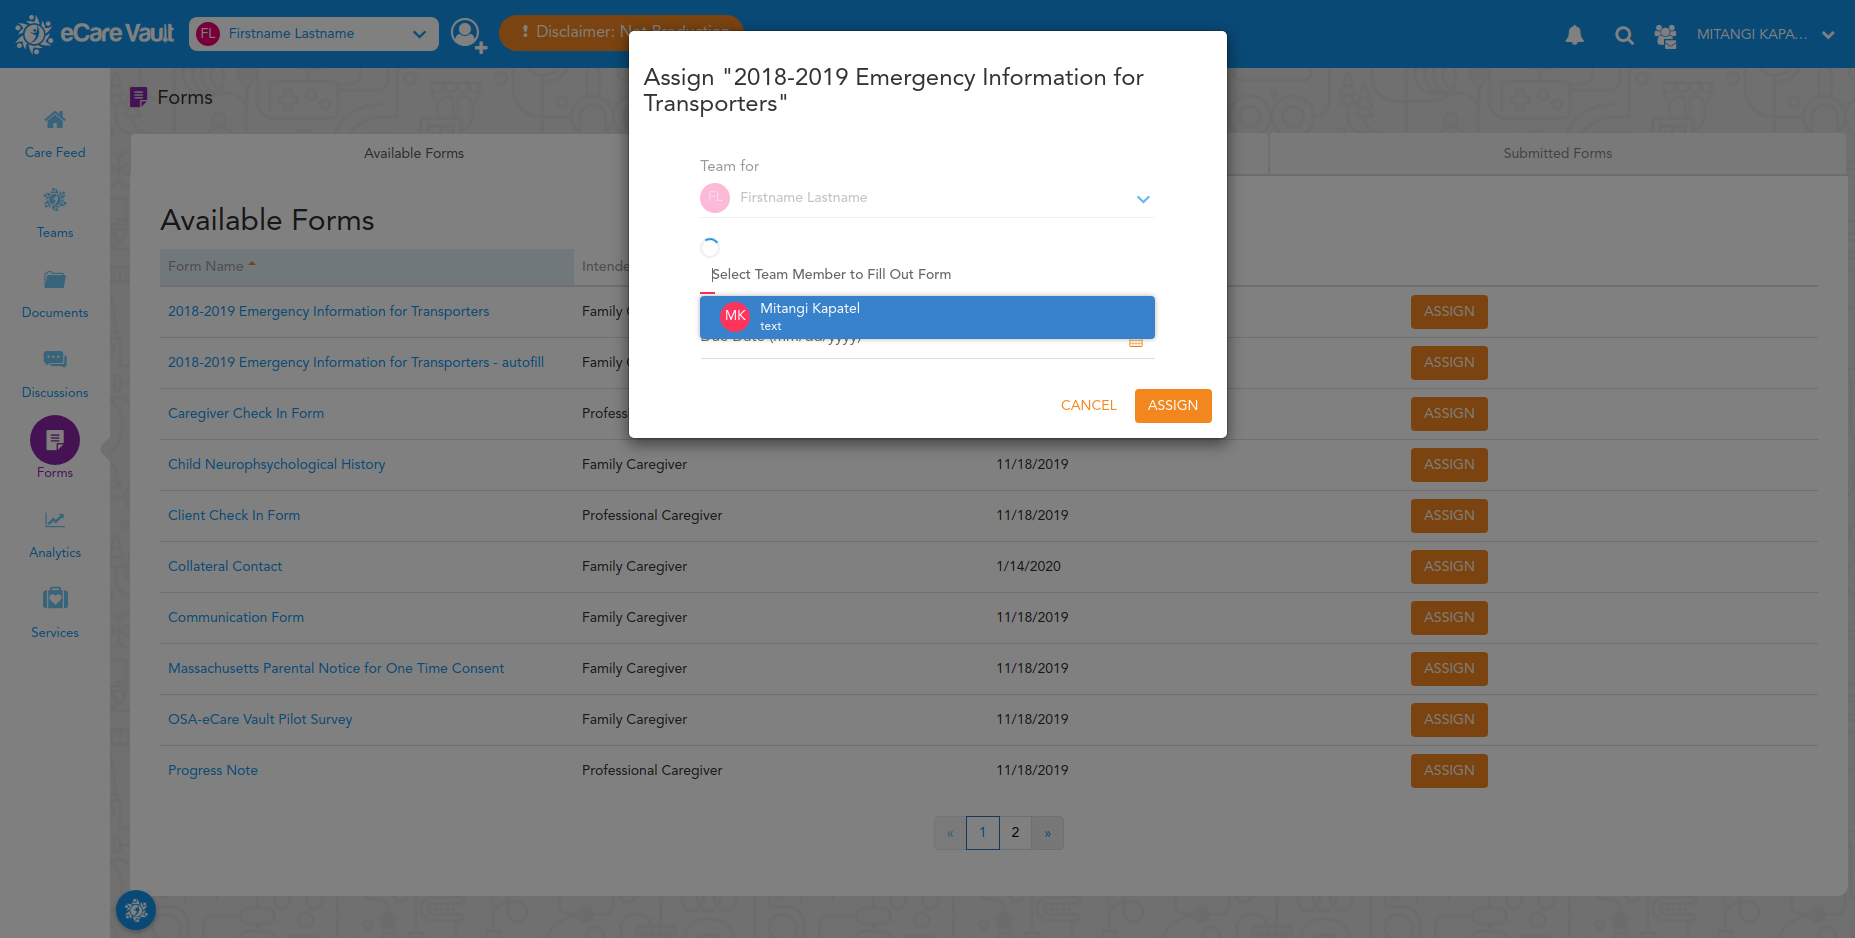 eCare Vault
FL Firstname Lastname
Disclaimer: Not Production
MITANGI KAPA...
Care Feed
Teams
Documents
Discussions
Forms
Analytics
Services
Forms
Available Forms
Submitted Forms
Available Forms
Form Name
Intende
2018-2019 Emergency Information for Transporters
Family C
ASSIGN
2018-2019 Emergency Information for Transporters - autofill
Family C
ASSIGN
Caregiver Check In Form
Profess
ASSIGN
Child Neurophsychological History
Family Caregiver
11/18/2019
ASSIGN
Client Check In Form
Professional Caregiver
11/18/2019
ASSIGN
Collateral Contact
Family Caregiver
1/14/2020
ASSIGN
Communication Form
Family Caregiver
11/18/2019
ASSIGN
Massachusetts Parental Notice for One Time Consent
Family Caregiver
11/18/2019
ASSIGN
OSA-eCare Vault Pilot Survey
Family Caregiver
11/18/2019
ASSIGN
Progress Note
Professional Caregiver
11/18/2019
ASSIGN
« 1 2 »
Assign "2018-2019 Emergency Information for
Transporters"
Team for
FL Firstname Lastname
Select Team Member to Fill Out Form
MK Mitangi Kapatel
text
Due Date (mm/dd/yyyy)
CANCEL
ASSIGN